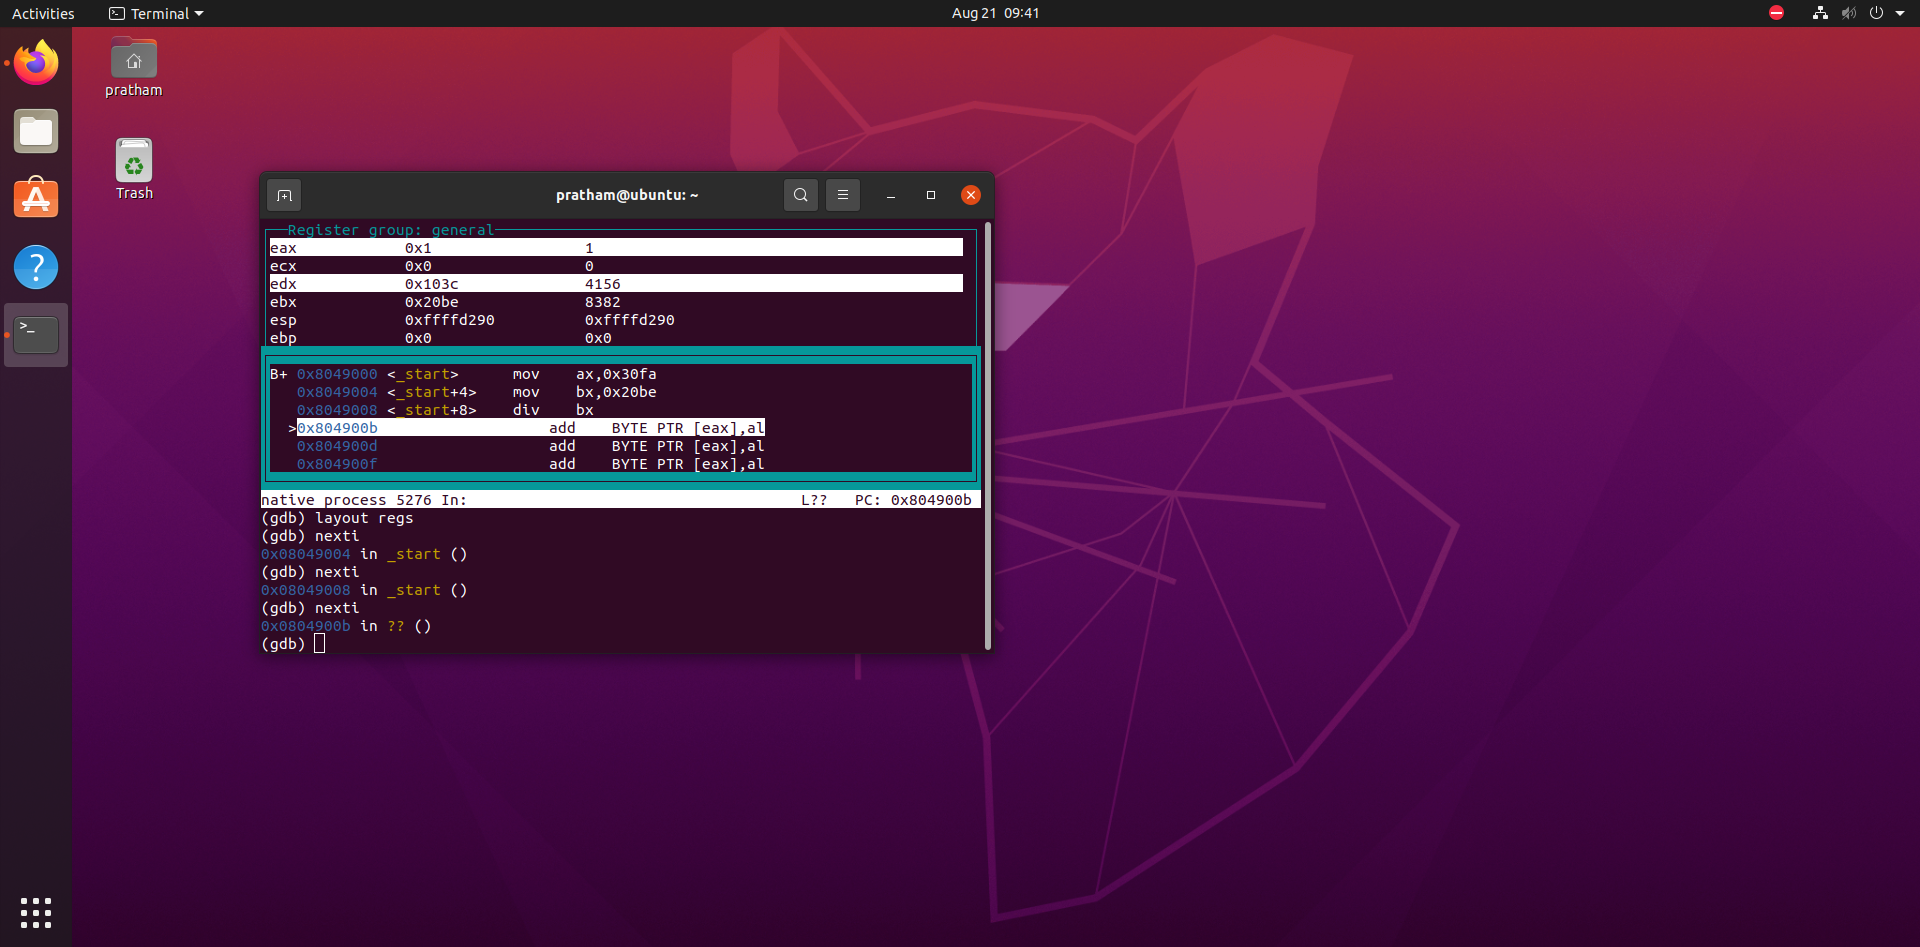 Activities
Terminal
Aug 21 09:41
pratham
Trash
pratham@ubuntu: ~
Register group: general
eax 0x1 1
ecx 0x0 0
edx 0x103c 4156
ebx 0x20be 8382
esp 0xffffd290 0xffffd290
ebp 0x0 0x0
B+ 0x8049000 <_start> mov ax,0x30fa
0x8049004 <_start+4> mov bx,0x20be
0x8049008 <_start+8> div bx
>0x804900b add BYTE PTR [eax],al
0x804900d add BYTE PTR [eax],al
0x804900f add BYTE PTR [eax],al
native process 5276 In: L?? PC: 0x804900b
(gdb) layout regs
(gdb) nexti
0x08049004 in _start ()
(gdb) nexti
0x08049008 in _start ()
(gdb) nexti
0x0804900b in ?? ()
(gdb)